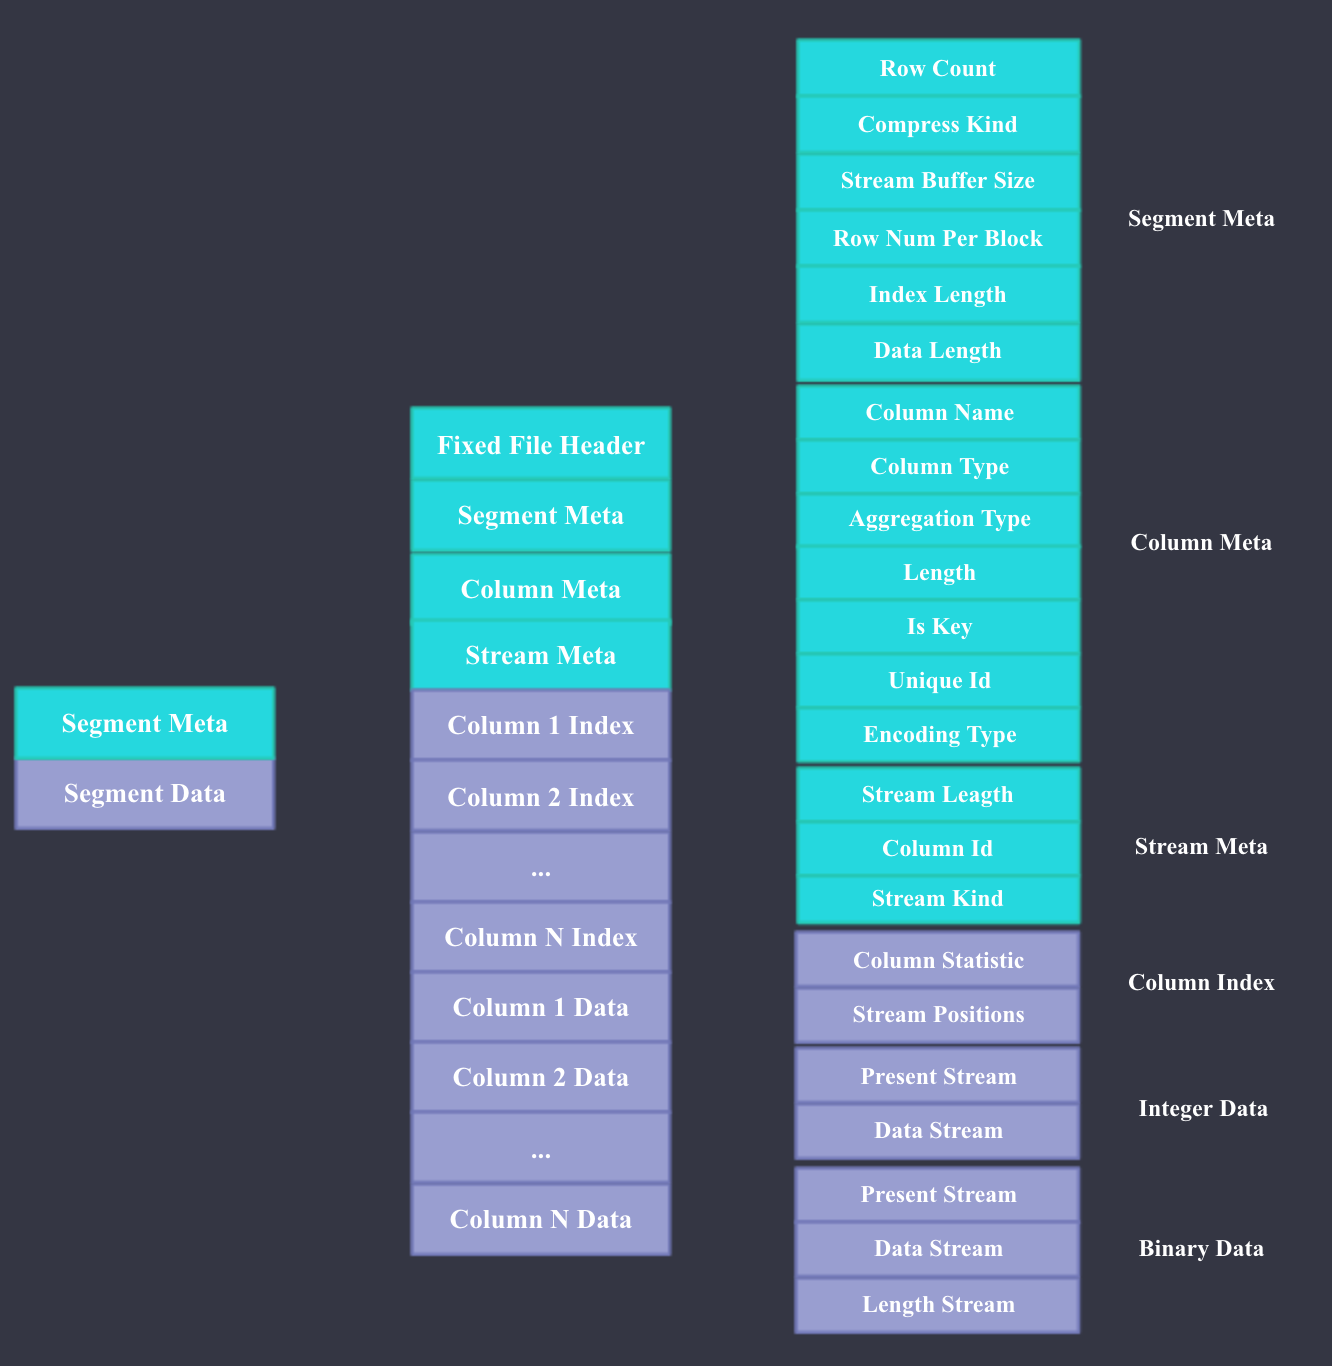 Segment Meta
Segment Data
Fixed File Header
Segment Meta
Column Meta
Stream Meta
Column 1 Index
Column 2 Index
...
Column N Index
Column 1 Data
Column 2 Data
...
Column N Data
Row Count
Compress Kind
Stream Buffer Size
Row Num Per Block
Index Length
Data Length
Segment Meta
Column Name
Column Type
Aggregation Type
Length
Is Key
Unique Id
Encoding Type
Column Meta
Stream Leagth
Column Id
Stream Kind
Stream Meta
Column Statistic
Stream Positions
Column Index
Present Stream
Data Stream
Integer Data
Present Stream
Data Stream
Length Stream
Binary Data